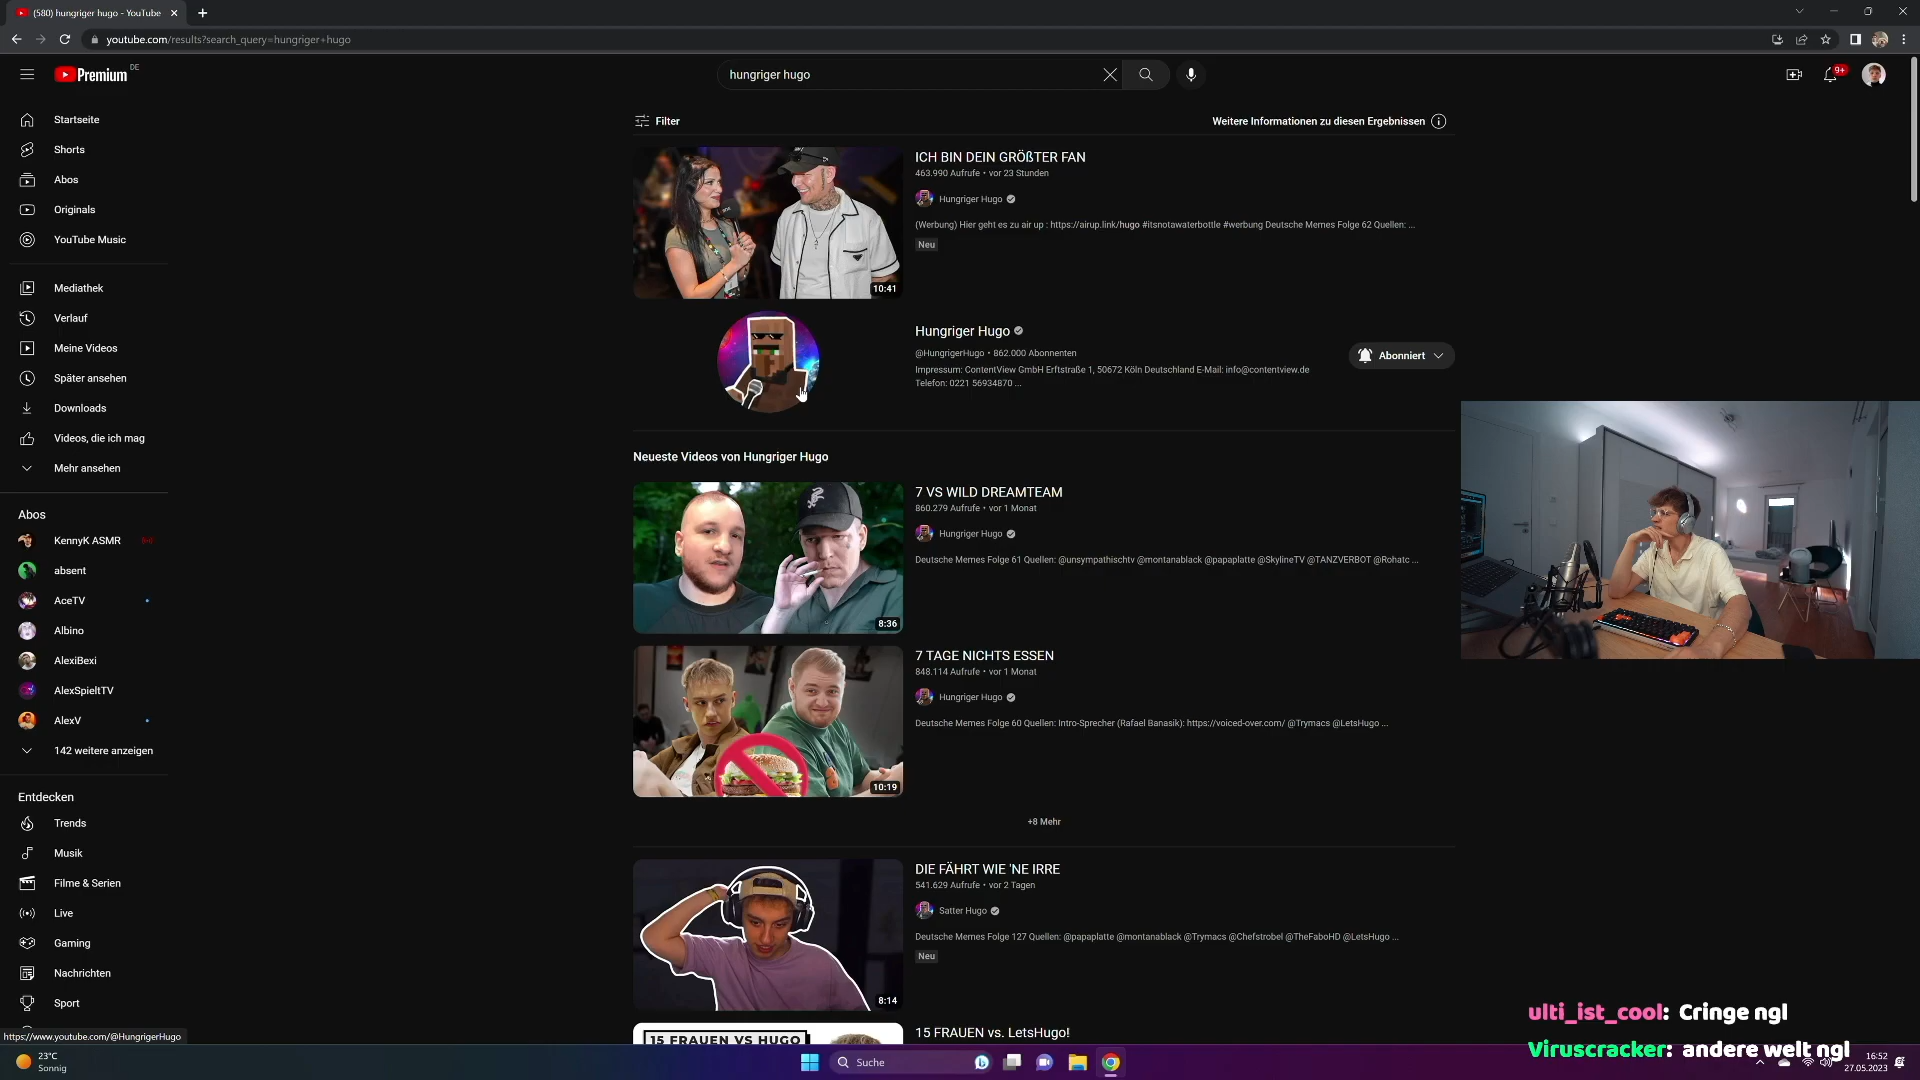 (580) hungriger hugo - YouTube
youtube.com/results?search_query=hungriger+hugo
Premium DE
hungriger hugo
9+
Startseite
Shorts
Abos
Originals
YouTube Music
Mediathek
Verlauf
Meine Videos
Später ansehen
Downloads
Videos, die ich mag
Mehr ansehen
Abos
KennyK ASMR
absent
AceTV
Albino
AlexiBexi
AlexSpieltTV
AlexV
142 weitere anzeigen
Entdecken
Trends
Musik
Filme & Serien
Live
Gaming
Nachrichten
Sport
https://www.youtube.com/@HungrigerHugo
Filter
Weitere Informationen zu diesen Ergebnissen
10:41
ICH BIN DEIN GRÖßTER FAN
463.990 Aufrufe • vor 23 Stunden
Hungriger Hugo
(Werbung) Hier geht es zu air up : https://airup.link/hugo #itsnotawaterbottle #werbung Deutsche Memes Folge 62 Quellen: ...
Neu
Hungriger Hugo
@HungrigerHugo • 862.000 Abonnenten
Impressum: ContentView GmbH Erftstraße 1, 50672 Köln Deutschland E-Mail: info@contentview.de
Telefon: 0221 56934870 ...
Abonniert
Neueste Videos von Hungriger Hugo
8:36
7 VS WILD DREAMTEAM
860.279 Aufrufe • vor 1 Monat
Hungriger Hugo
Deutsche Memes Folge 61 Quellen: @unsympathischtv @montanablack @papaplatte @SkylineTV @TANZVERBOT @Rohatc ...
10:19
7 TAGE NICHTS ESSEN
848.114 Aufrufe • vor 1 Monat
Hungriger Hugo
Deutsche Memes Folge 60 Quellen: Intro-Sprecher (Rafael Banasik): https://voiced-over.com/ @Trymacs @LetsHugo ...
+8 Mehr
8:14
DIE FÄHRT WIE 'NE IRRE
541.629 Aufrufe • vor 2 Tagen
Satter Hugo
Deutsche Memes Folge 127 Quellen: @papaplatte @montanablack @Trymacs @Chefstrobel @TheFaboHD @LetsHugo ...
Neu
15 FRAUEN VS HUGO
15 FRAUEN vs. LetsHugo!
ulti_ist_cool: Cringe ngl
Viruscracker: andere welt ngl
23°C
Sonnig
Suche
16:52
27.05.2023